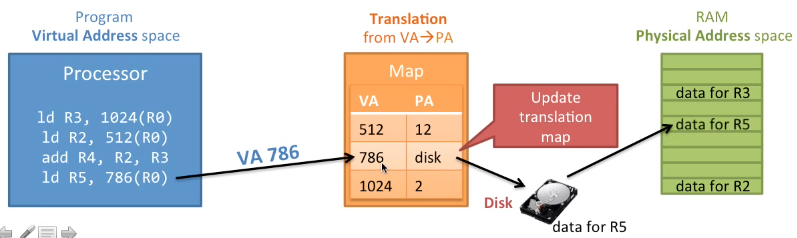 Program
Virtual Address space
Processor
ld R3, 1024(R0)
ld R2, 512(R0)
add R4, R2, R3
ld R5, 786(R0)
VA 786
Translation
from VA→PA
Map
VA PA
512 12
786 disk
1024 2
Update
translation
map
Disk
data for R5
RAM
Physical Address space
data for R3
data for R5
data for R2